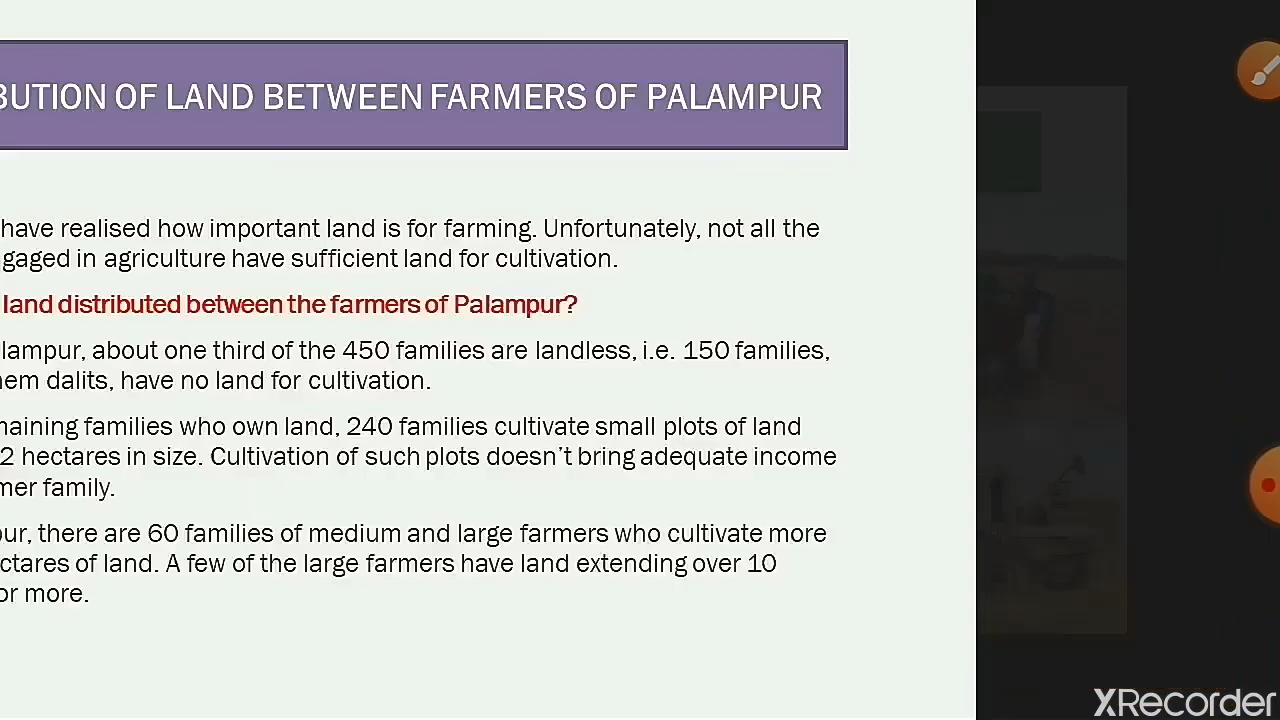 BUTION OF LAND BETWEEN FARMERS OF PALAMPUR
have realised how important land is for farming. Unfortunately, not all the
gaged in agriculture have sufficient land for cultivation.
land distributed between the farmers of Palampur?
lampur, about one third of the 450 families are landless, i.e. 150 families,
nem dalits, have no land for cultivation.
naining families who own land, 240 families cultivate small plots of land
2 hectares in size. Cultivation of such plots doesn't bring adequate income
mer family.
our, there are 60 families of medium and large farmers who cultivate more
ctares of land. A few of the large farmers have land extending over 10
or more.
XRecorder